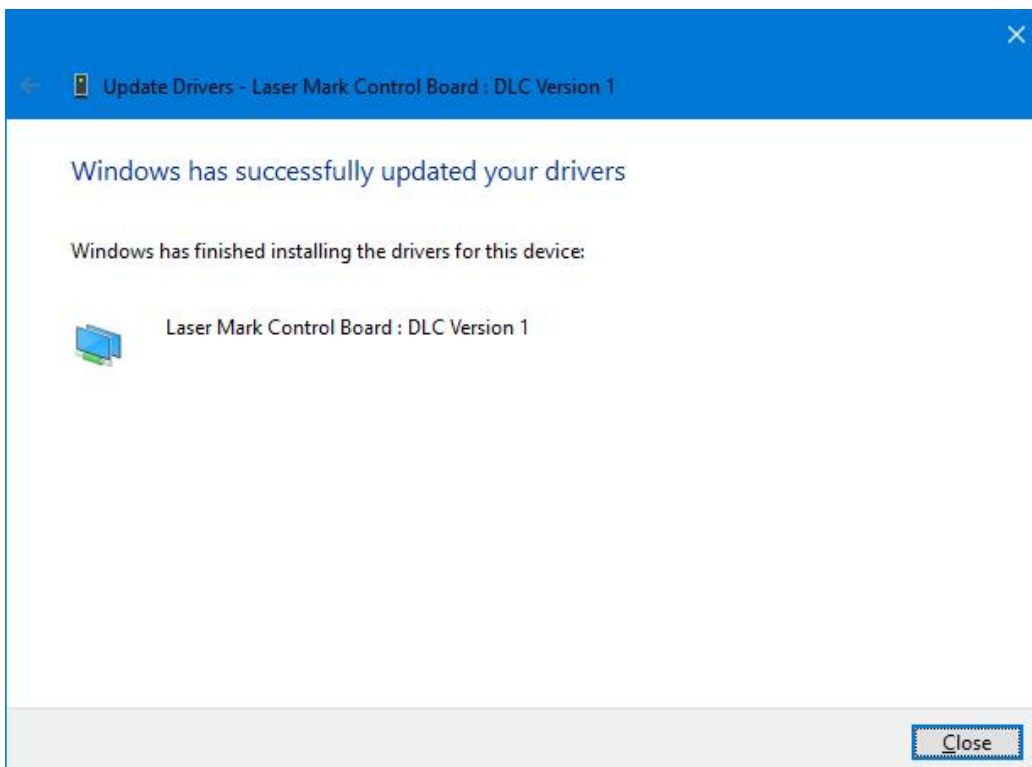 Update Drivers - Laser Mark Control Board : DLC Version 1
Windows has successfully updated your drivers
Windows has finished installing the drivers for this device:
Laser Mark Control Board : DLC Version 1
Close